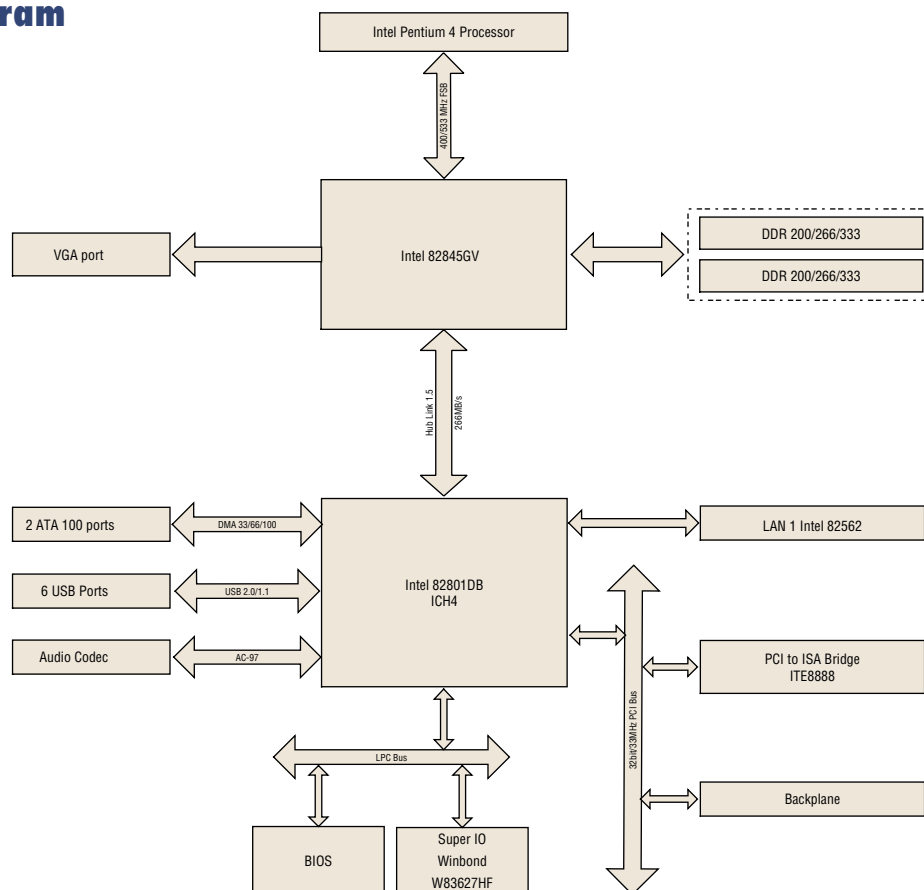 ram
Intel Pentium 4 Processor
400/533 MHz FSB
VGA port
Intel 82845GV
DDR 200/266/333
DDR 200/266/333
Hub Link 1.5
266MB/s
2 ATA 100 ports
DMA 33/66/100
Intel 82801DB
ICH4
LAN 1 Intel 82562
6 USB Ports
USB 2.0/1.1
Audio Codec
AC-97
PCI to ISA Bridge
ITE8888
32bit/33MHz PCI Bus
LPC Bus
Backplane
BIOS
Super IO
Winbond
W83627HF